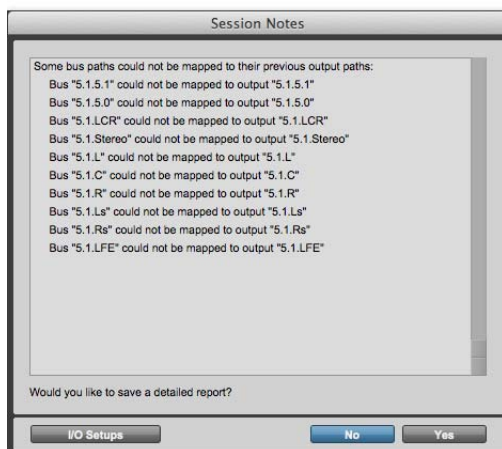 Session Notes
Some bus paths could not be mapped to their previous output paths:
Bus "5.1.5.1" could not be mapped to output "5.1.5.1"
Bus "5.1.5.0" could not be mapped to output "5.1.5.0"
Bus "5.1.LCR" could not be mapped to output "5.1.LCR"
Bus "5.1.Stereo" could not be mapped to output "5.1.Stereo"
Bus "5.1.L" could not be mapped to output "5.1.L"
Bus "5.1.C" could not be mapped to output "5.1.C"
Bus "5.1.R" could not be mapped to output "5.1.R"
Bus "5.1.Ls" could not be mapped to output "5.1.Ls"
Bus "5.1.Rs" could not be mapped to output "5.1.Rs"
Bus "5.1.LFE" could not be mapped to output "5.1.LFE"
Would you like to save a detailed report?
I/O Setups
No
Yes